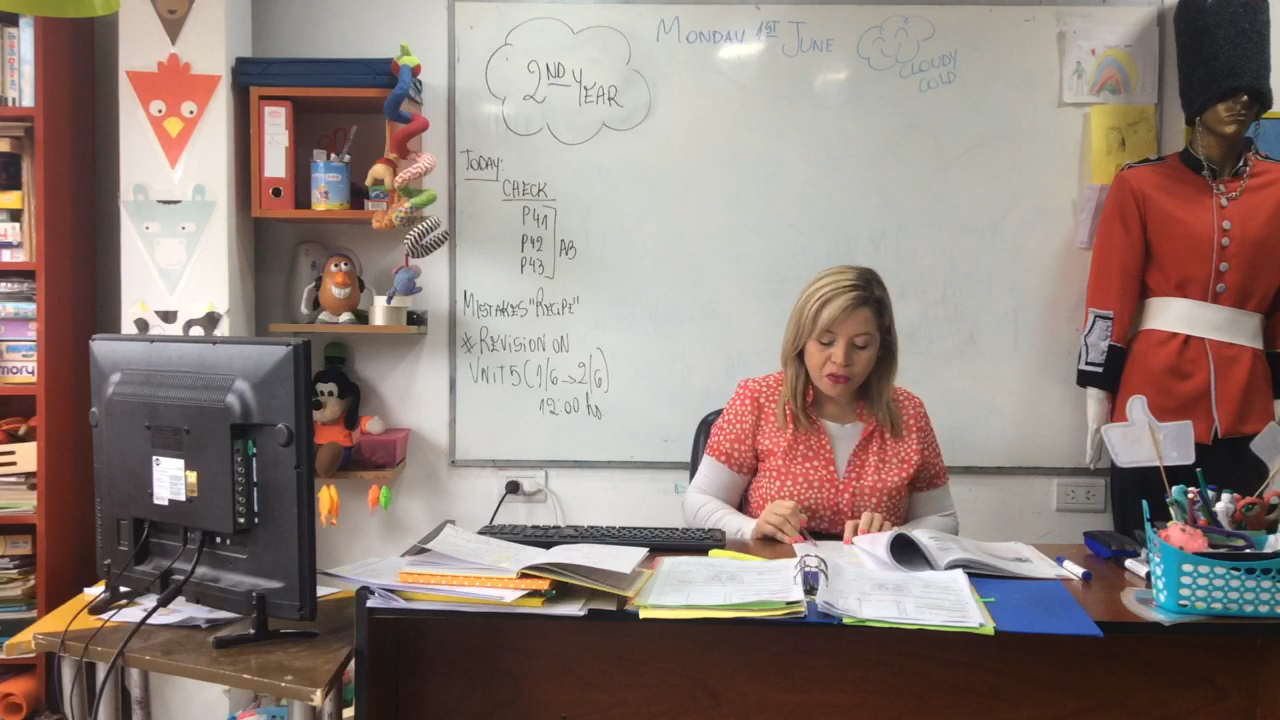 Monday 1st June
CLOUDY
COLD
2ND YEAR
TODAY:
CHECK
P41
P42
P43
AB
MISTAKES "RECIPE"
* REVISION ON
UNIT 5 (1/6 → 2/6)
12:00 hs
mory